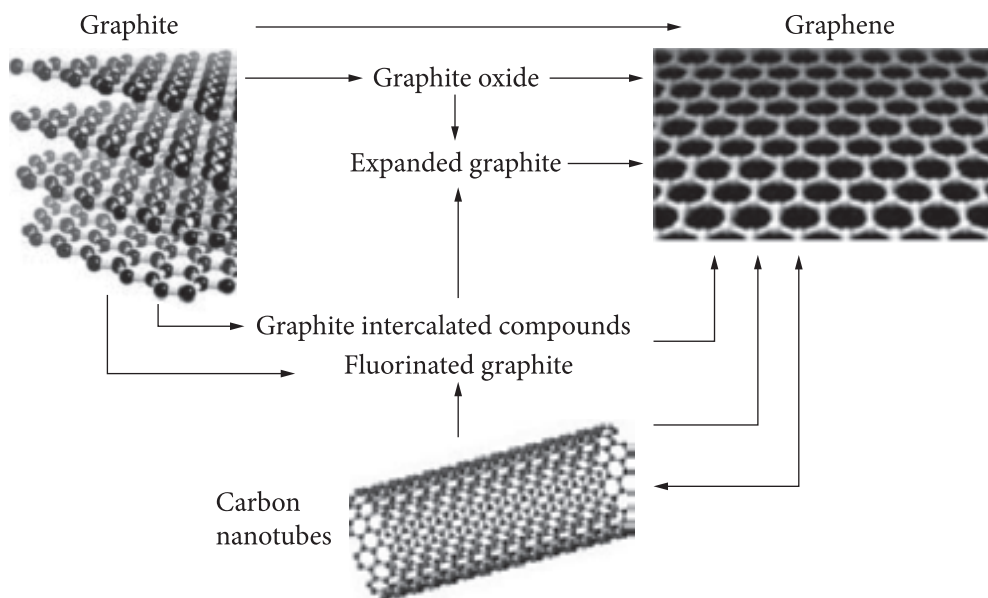 Graphite
Graphene
Graphite oxide
Expanded graphite
Graphite intercalated compounds
Fluorinated graphite
Carbon
nanotubes